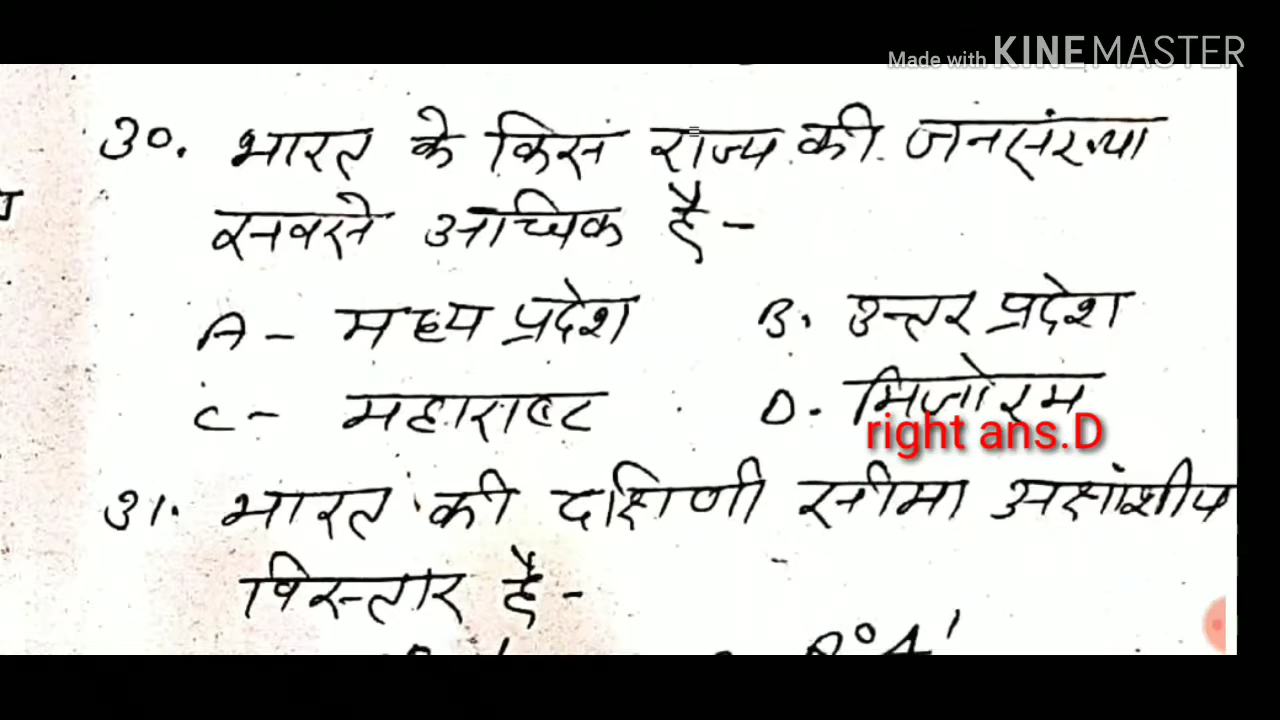 Made with KINEMASTER
30. भारत के किस राज्य की जनसंख्या
सबसे अधिक है -
A - मध्य प्रदेश B. उत्तर प्रदेश
C - महाराष्ट D. मिजोरम
right ans.D
31. भारत की दक्षिणी सीमा अक्षांशीय
विस्तार है -